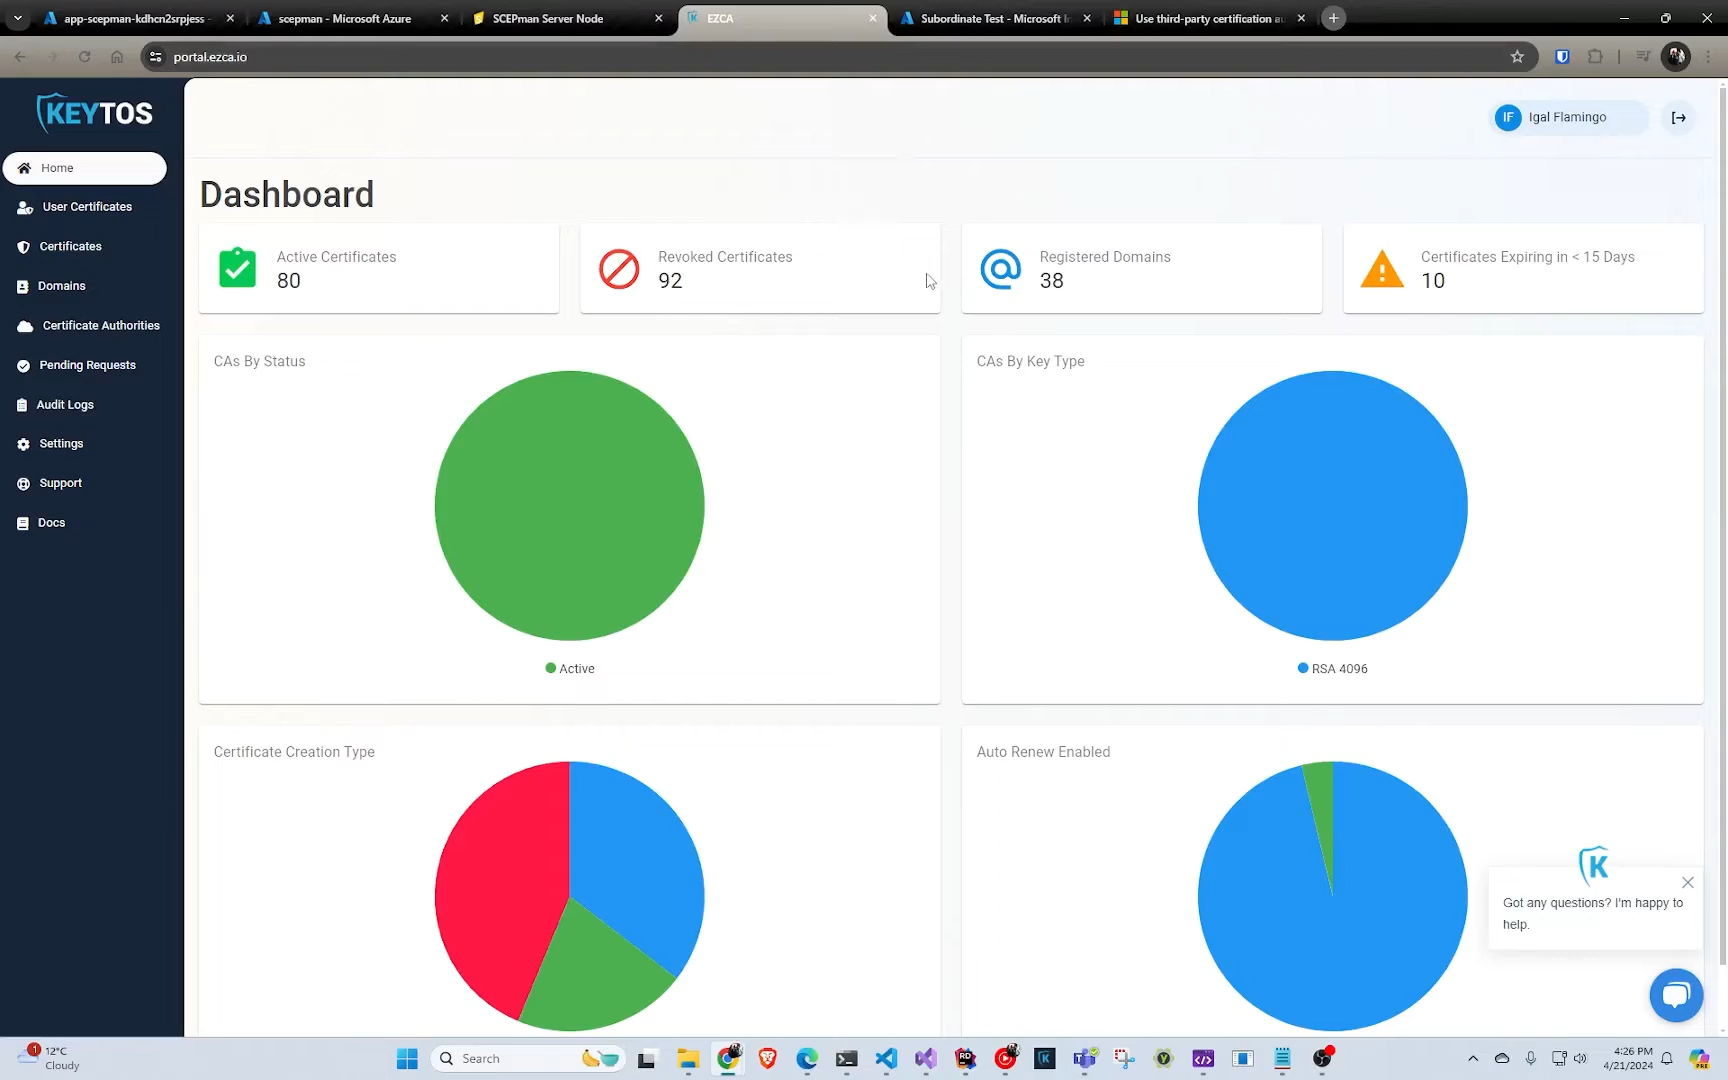 app-scepman-kdhcn2srpjess -
scepman - Microsoft Azure
SCEPman Server Node
EZCA
Subordinate Test - Microsoft I
Use third-party certification au
portal.ezca.io
KEYTOS
IF
Igal Flamingo
Home
User Certificates
Certificates
Domains
Certificate Authorities
Pending Requests
Audit Logs
Settings
Support
Docs
Dashboard
Active Certificates
80
Revoked Certificates
92
Registered Domains
38
Certificates Expiring in < 15 Days
10
CAs By Status
Active
CAs By Key Type
RSA 4096
Certificate Creation Type
Auto Renew Enabled
K
Got any questions? I'm happy to
help.
1
12°C
Cloudy
Search
4:26 PM
4/21/2024